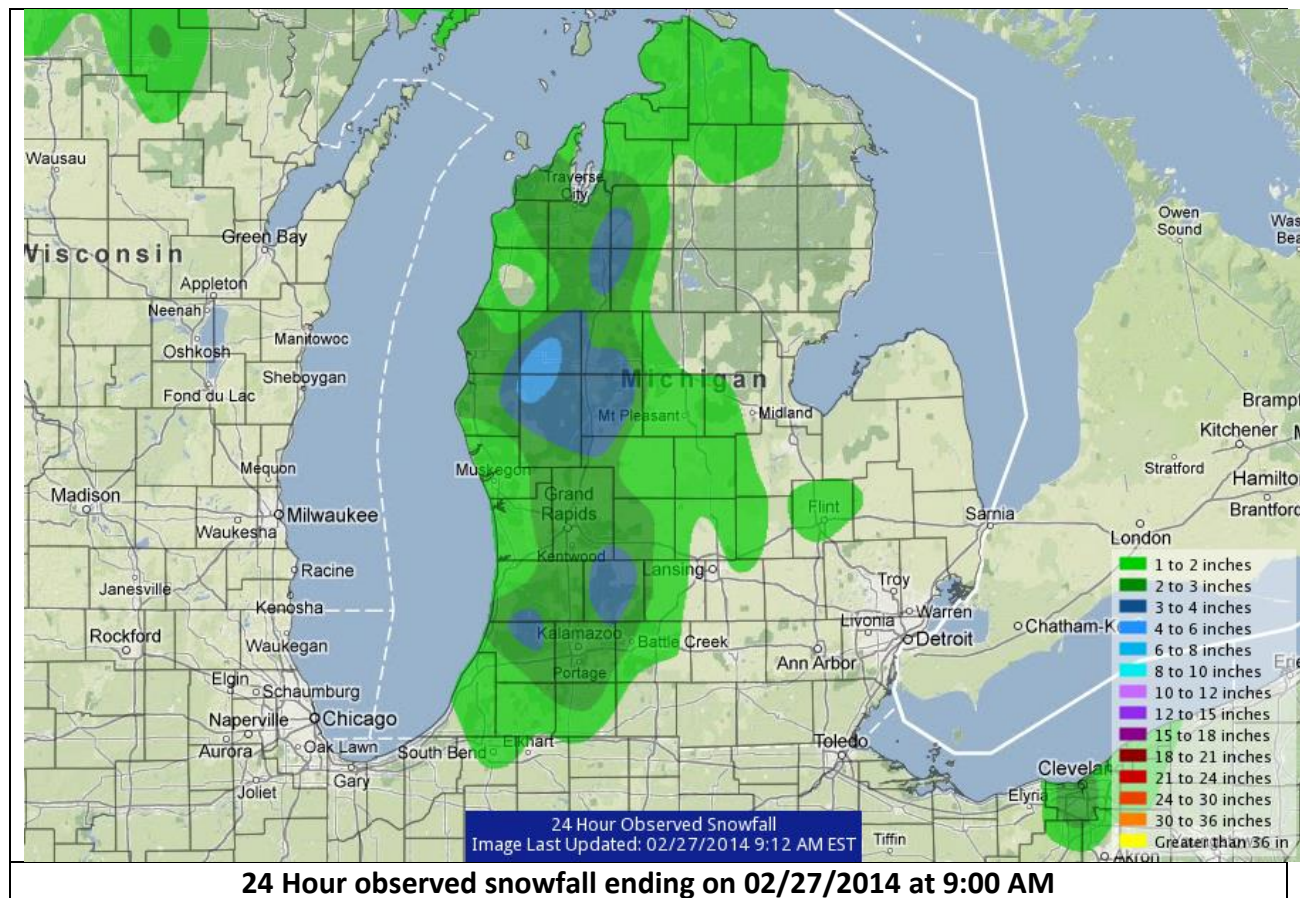 Wausau
Green Bay
Wisconsin
Appleton
Neenah
Oshkosh
Manitowoc
Sheboygan
Fond du Lac
Mequon
Madison
Milwaukee
Waukesha
Racine
Janesville
Kenosha
Rockford
Waukegan
Elgin
Schaumburg
Naperville
Chicago
Aurora
Oak Lawn
Joliet
Gary
South Bend
Elkhart
Traverse
City
Michigan
Mt Pleasant
Midland
Muskegon
Grand
Rapids
Kentwood
Lansing
Flint
Kalamazoo
Battle Creek
Portage
Ann Arbor
Troy
Warren
Livonia
Detroit
Toledo
Tiffin
Elyria
Cleveland
Akron
Owen
Sound
Was
Bea
Brampt
Kitchener
Stratford
Hamilton
Brantford
Sarnia
London
Chatham-K
Erie
1 to 2 inches
2 to 3 inches
3 to 4 inches
4 to 6 inches
6 to 8 inches
8 to 10 inches
10 to 12 inches
12 to 15 inches
15 to 18 inches
18 to 21 inches
21 to 24 inches
24 to 30 inches
30 to 36 inches
Greater than 36 in
24 Hour Observed Snowfall
Image Last Updated: 02/27/2014 9:12 AM EST
24 Hour observed snowfall ending on 02/27/2014 at 9:00 AM